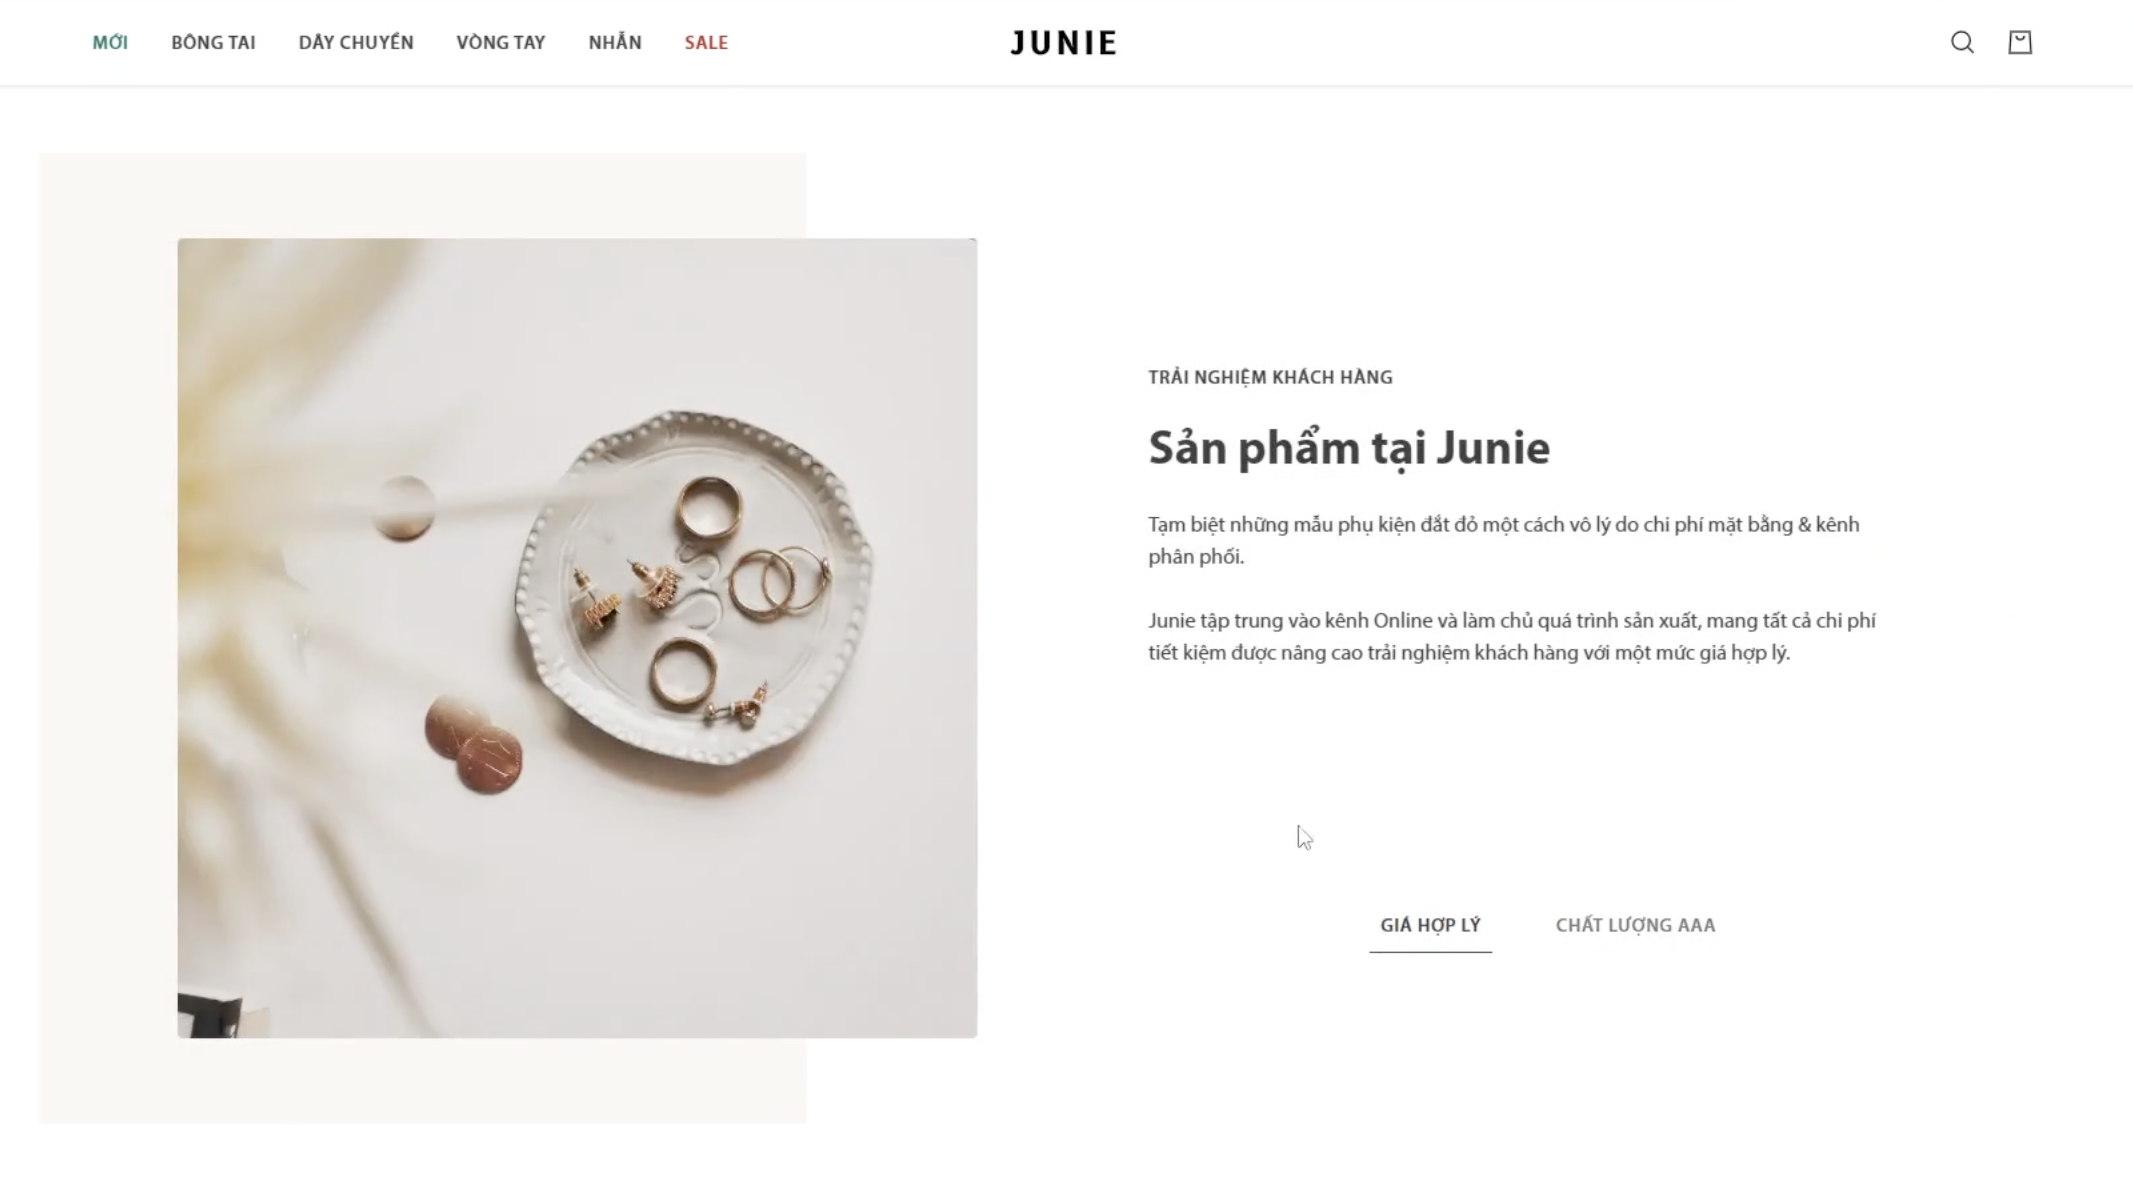 MỚI BÔNG TAI DÂY CHUYỀN VÒNG TAY NHẪN SALE JUNIE
TRẢI NGHIỆM KHÁCH HÀNG
Sản phẩm tại Junie
Tạm biệt những mẫu phụ kiện đắt đỏ một cách vô lý do chi phí mặt bằng & kênh
phân phối.
Junie tập trung vào kênh Online và làm chủ quá trình sản xuất, mang tất cả chi phí
tiết kiệm được nâng cao trải nghiệm khách hàng với một mức giá hợp lý.
GIÁ HỢP LÝ CHẤT LƯỢNG AAA